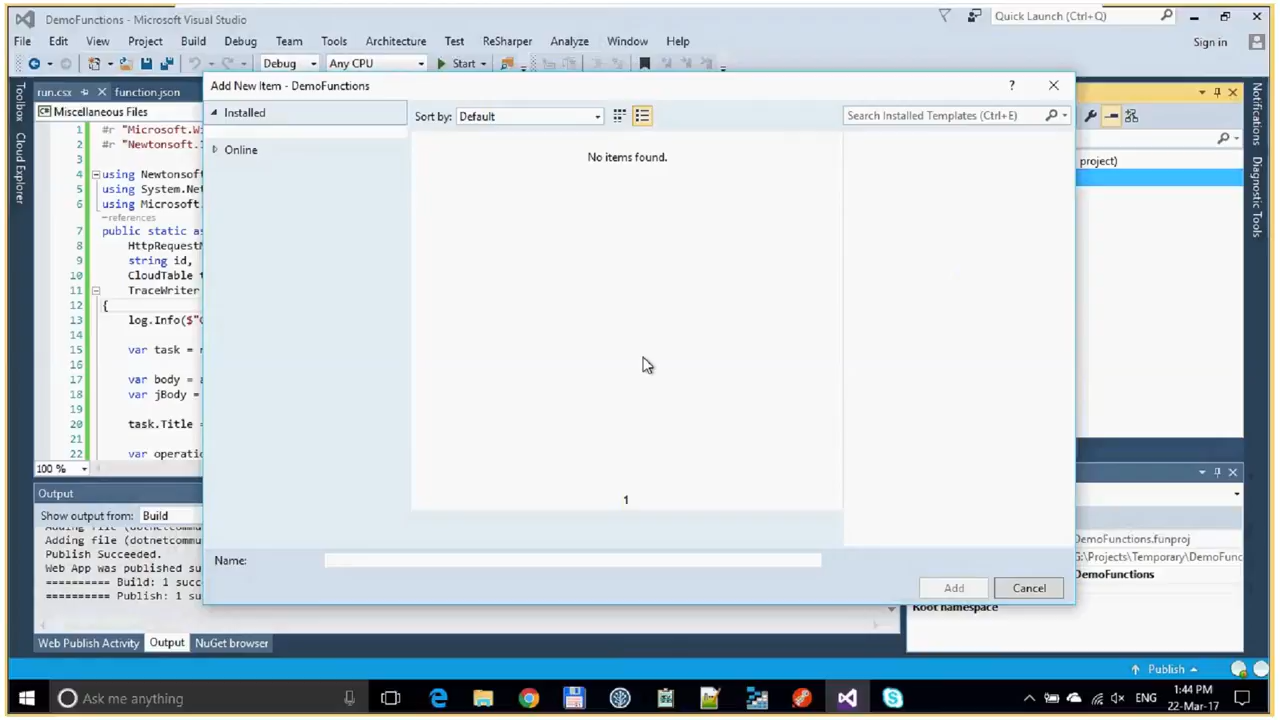 DemoFunctions - Microsoft Visual Studio
Quick Launch (Ctrl+Q)
File Edit View Project Build Debug Team Tools Architecture Test ReSharper Analyze Window Help
Sign in
Debug Any CPU Start
run.csx function.json
Miscellaneous Files
Toolbox
Cloud Explorer
1 #r "Microsoft.Wi
2 #r "Newtonsoft.
3
4 using Newtonsof
5 using System.Net
6 using Microsoft.
-references
7 public static as
8 HttpRequestM
9 string id,
10 CloudTable t
11 TraceWriter
12 {
13 log.Info($"
14
15 var task =
16
17 var body = a
18 var jBody =
19
20 task.Title =
21
22 var operati
100 %
Add New Item - DemoFunctions
?
Installed
Online
Sort by: Default
Search Installed Templates (Ctrl+E)
No items found.
1
Name:
Add
Cancel
project)
Notifications
Diagnostic Tools
Output
Show output from: Build
Adding file (dotnetcommu
Publish Succeeded.
Web App was published su
========== Build: 1 succ
========== Publish: 1 su
DemoFunctions.funproj
G:\Projects\Temporary\DemoFunc
DemoFunctions
Root namespace
Web Publish Activity Output NuGet browser
Publish
Ask me anything
ENG
1:44 PM
22-Mar-17